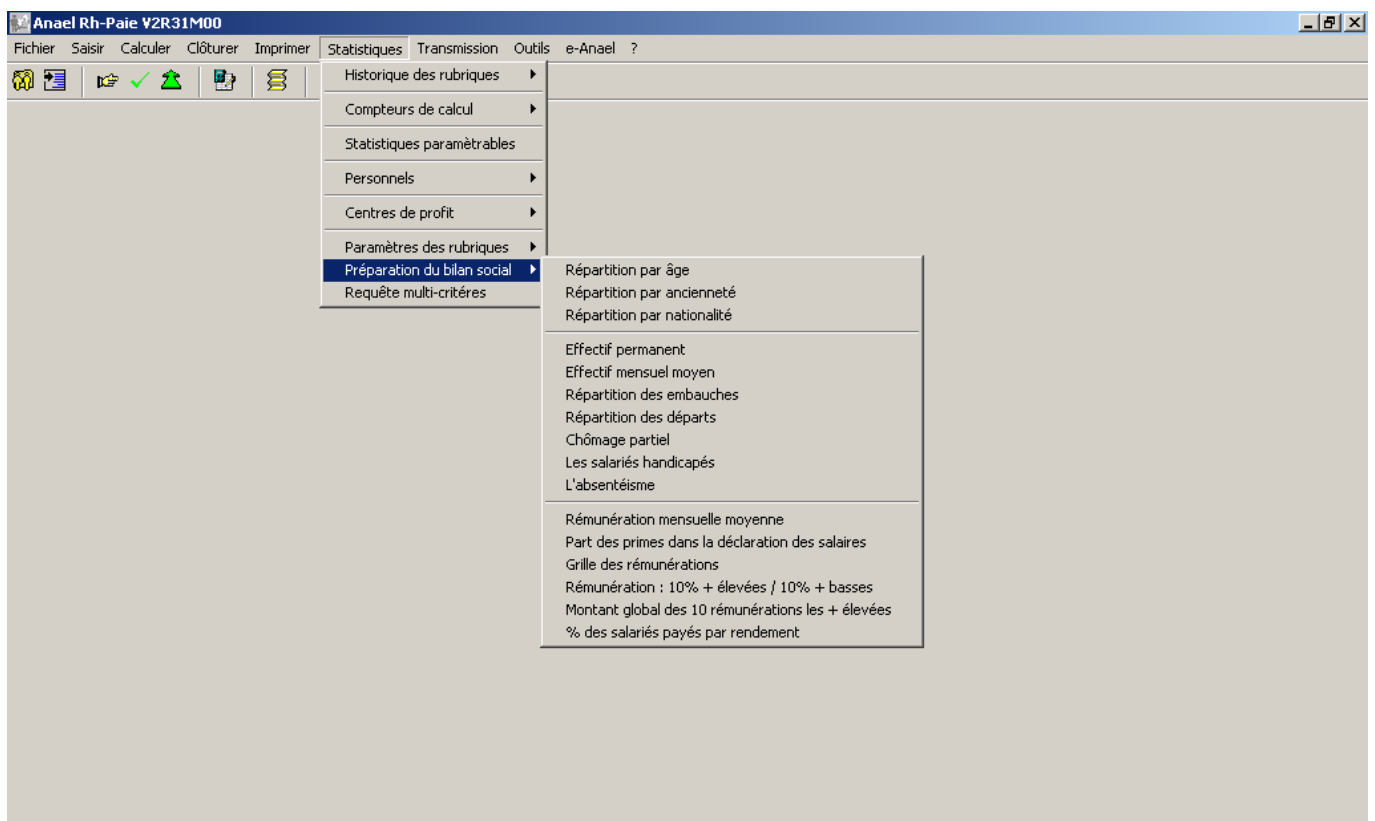 Anael Rh-Paie V2R31M00
Fichier Saisir Calculer Clôturer Imprimer Statistiques Transmission Outils e-Anael ?
Historique des rubriques
Compteurs de calcul
Statistiques paramètrables
Personnels
Centres de profit
Paramètres des rubriques
Préparation du bilan social
Requête multi-critéres
Répartition par âge
Répartition par ancienneté
Répartition par nationalité
Effectif permanent
Effectif mensuel moyen
Répartition des embauches
Répartition des départs
Chômage partiel
Les salariés handicapés
L'absentéisme
Rémunération mensuelle moyenne
Part des primes dans la déclaration des salaires
Grille des rémunérations
Rémunération : 10% + élevées / 10% + basses
Montant global des 10 rémunérations les + élevées
% des salariés payés par rendement